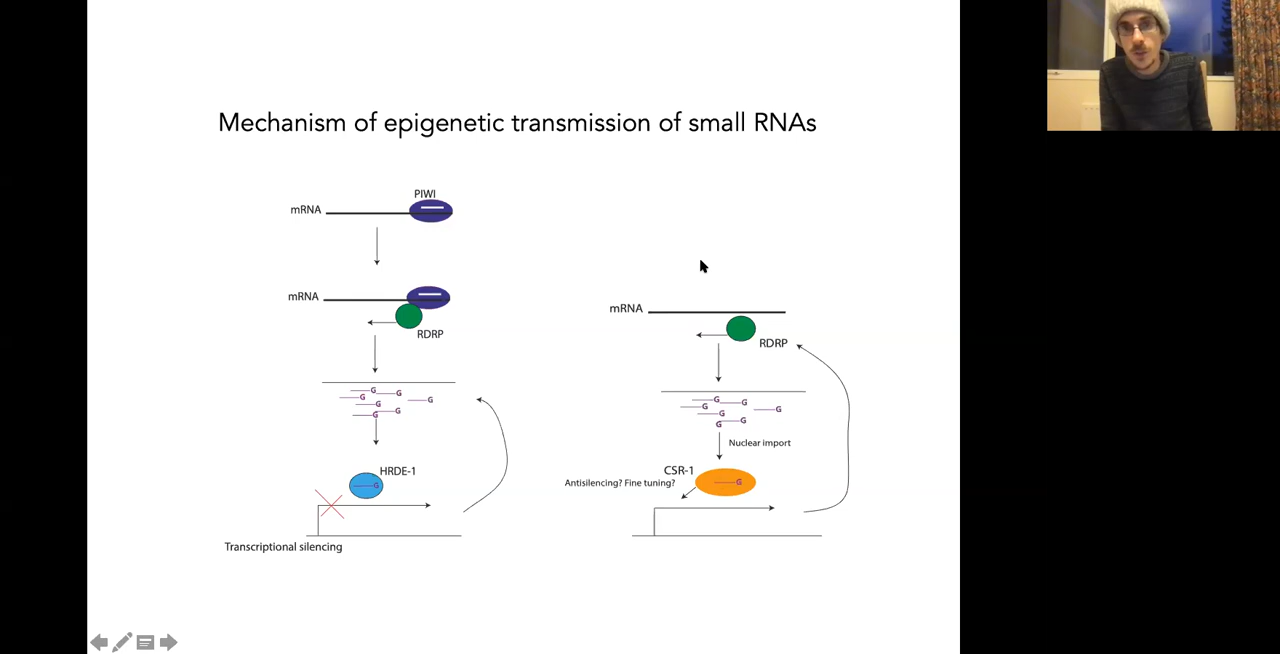 Mechanism of epigenetic transmission of small RNAs
PIWI
mRNA
mRNA
RDRP
G
G
G
G
G
G
G
HRDE-1
G
Transcriptional silencing
mRNA
RDRP
G
G
G
G
G
G
G
Nuclear import
CSR-1
Antisilencing? Fine tuning?
G